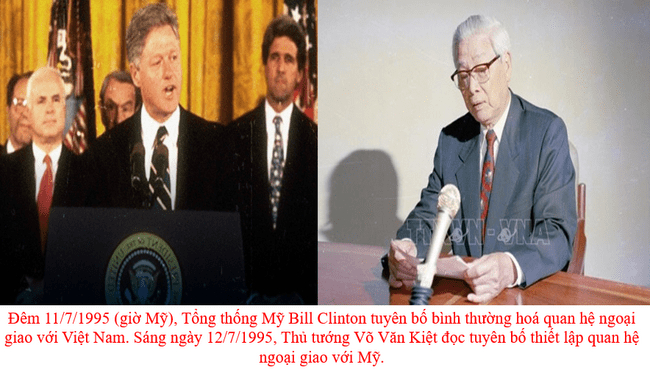 TTXVN-VNA
Đêm 11/7/1995 (giờ Mỹ), Tổng thống Mỹ Bill Clinton tuyên bố bình thường hoá quan hệ ngoại
giao với Việt Nam. Sáng ngày 12/7/1995, Thủ tướng Võ Văn Kiệt đọc tuyên bố thiết lập quan hệ
ngoại giao với Mỹ.